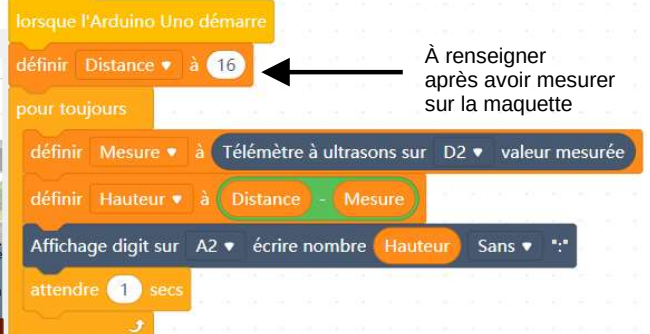 lorsque l'Arduino Uno démarre
définir Distance à 16
À renseigner
après avoir mesurer
sur la maquette
pour toujours
définir Mesure à Télémètre à ultrasons sur D2 valeur mesurée
définir Hauteur à Distance - Mesure
Affichage digit sur A2 écrire nombre Hauteur Sans ":"
attendre 1 secs